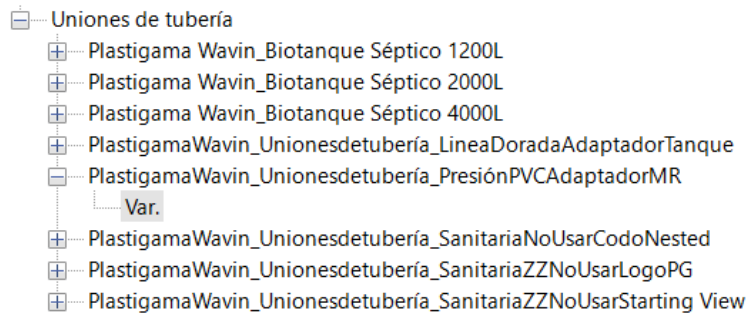 Uniones de tubería
Plastigama Wavin_Biotanque Séptico 1200L
Plastigama Wavin_Biotanque Séptico 2000L
Plastigama Wavin_Biotanque Séptico 4000L
PlastigamaWavin_Unionesdetubería_LineaDoradaAdaptadorTanque
PlastigamaWavin_Unionesdetubería_PresiónPVCAdaptadorMR
Var.
PlastigamaWavin_Unionesdetubería_SanitariaNoUsarCodoNested
PlastigamaWavin_Unionesdetubería_SanitariaZZNoUsarLogoPG
PlastigamaWavin_Unionesdetubería_SanitariaZZNoUsarStarting View